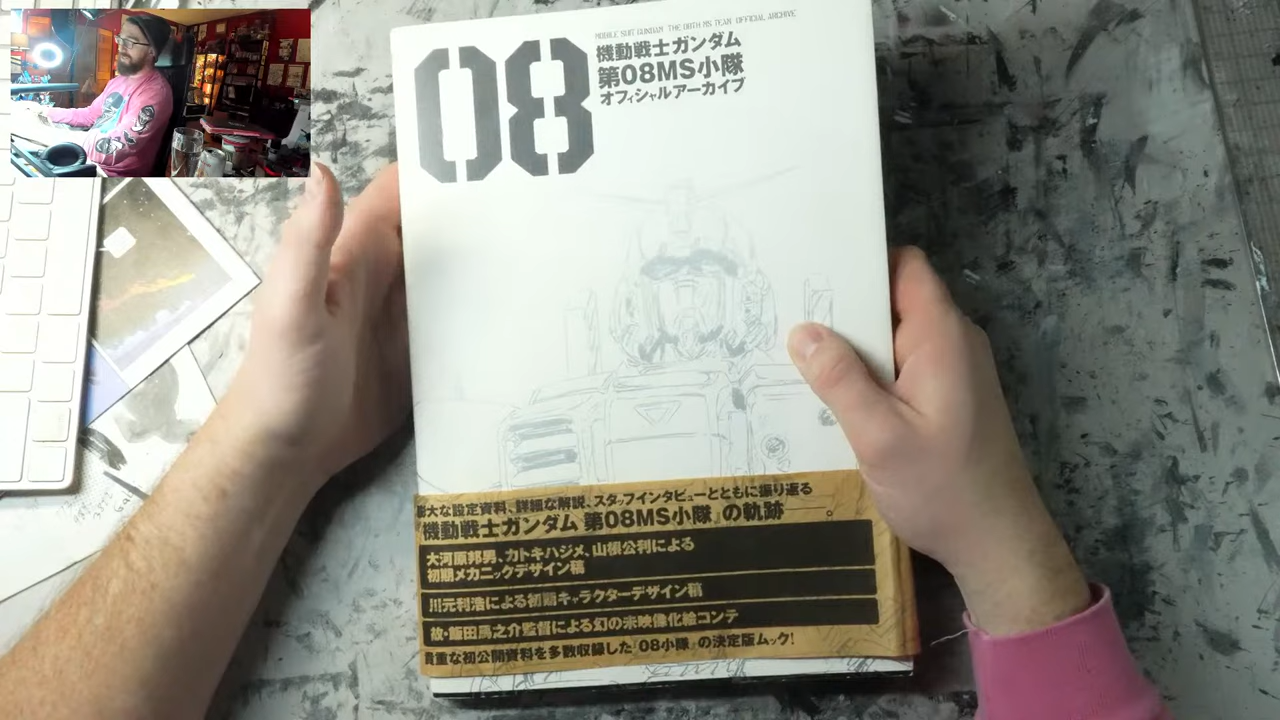 08
MOBILE SUIT GUNDAM THE 08TH MS TEAM OFFICIAL ARCHIVE
機動戦士ガンダム
第08MS小隊
オフィシャルアーカイブ
膨大な設定資料、詳細な解説、スタッフインタビューとともに振り返る
『機動戦士ガンダム 第08MS小隊』の軌跡――。
大河原邦男、カトキハジメ、山根公利による
初期メカニックデザイン稿
川元利浩による初期キャラクターデザイン稿
故・飯田馬之介監督による幻の未映像化絵コンテ
貴重な初公開資料を多数収録した『08小隊』の決定版ムック!